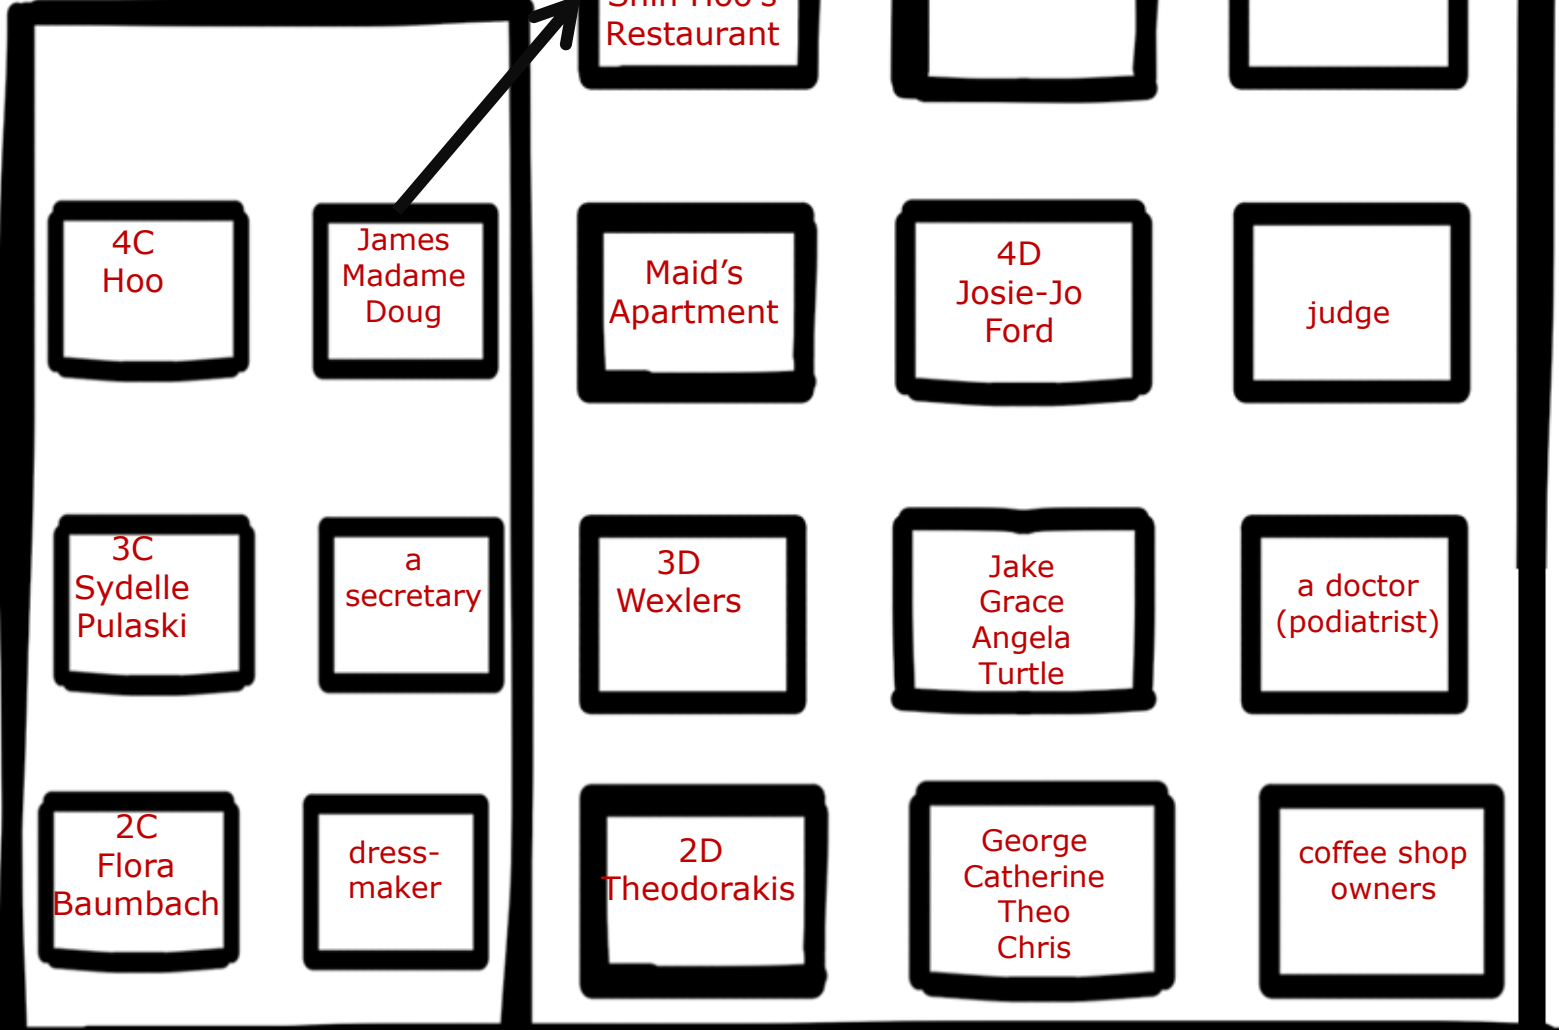 Shin Hoo's
Restaurant
4C
Hoo
James
Madame
Doug
Maid's
Apartment
4D
Josie-Jo
Ford
judge
3C
Sydelle
Pulaski
a
secretary
3D
Wexlers
Jake
Grace
Angela
Turtle
a doctor
(podiatrist)
2C
Flora
Baumbach
dress-
maker
2D
Theodorakis
George
Catherine
Theo
Chris
coffee shop
owners